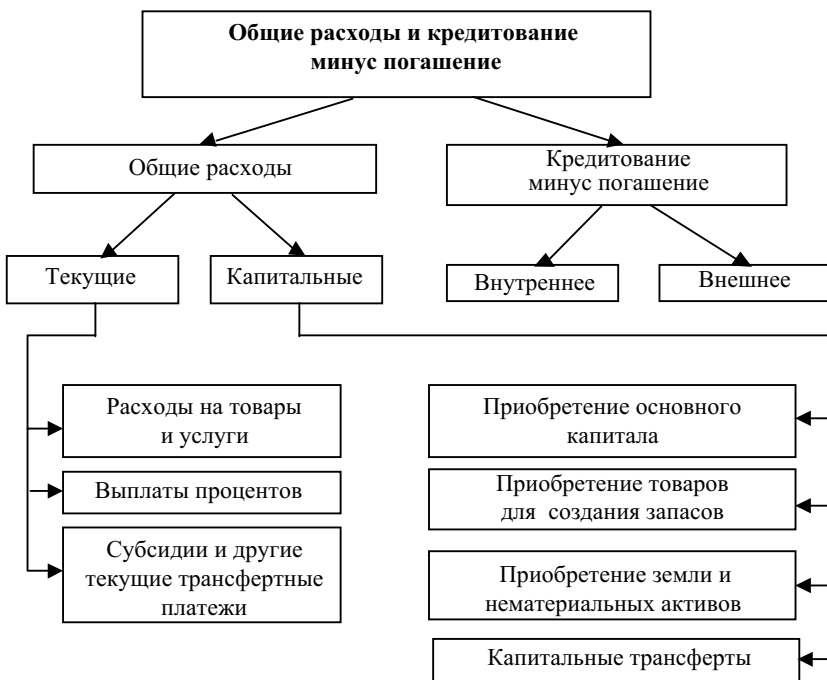 Общие расходы и кредитование
минус погашение
Общие расходы
Кредитование
минус погашение
Текущие
Капитальные
Внутреннее
Внешнее
Расходы на товары
и услуги
Выплаты процентов
Субсидии и другие
текущие трансфертные
платежи
Приобретение основного
капитала
Приобретение товаров
для создания запасов
Приобретение земли и
нематериальных активов
Капитальные трансферты